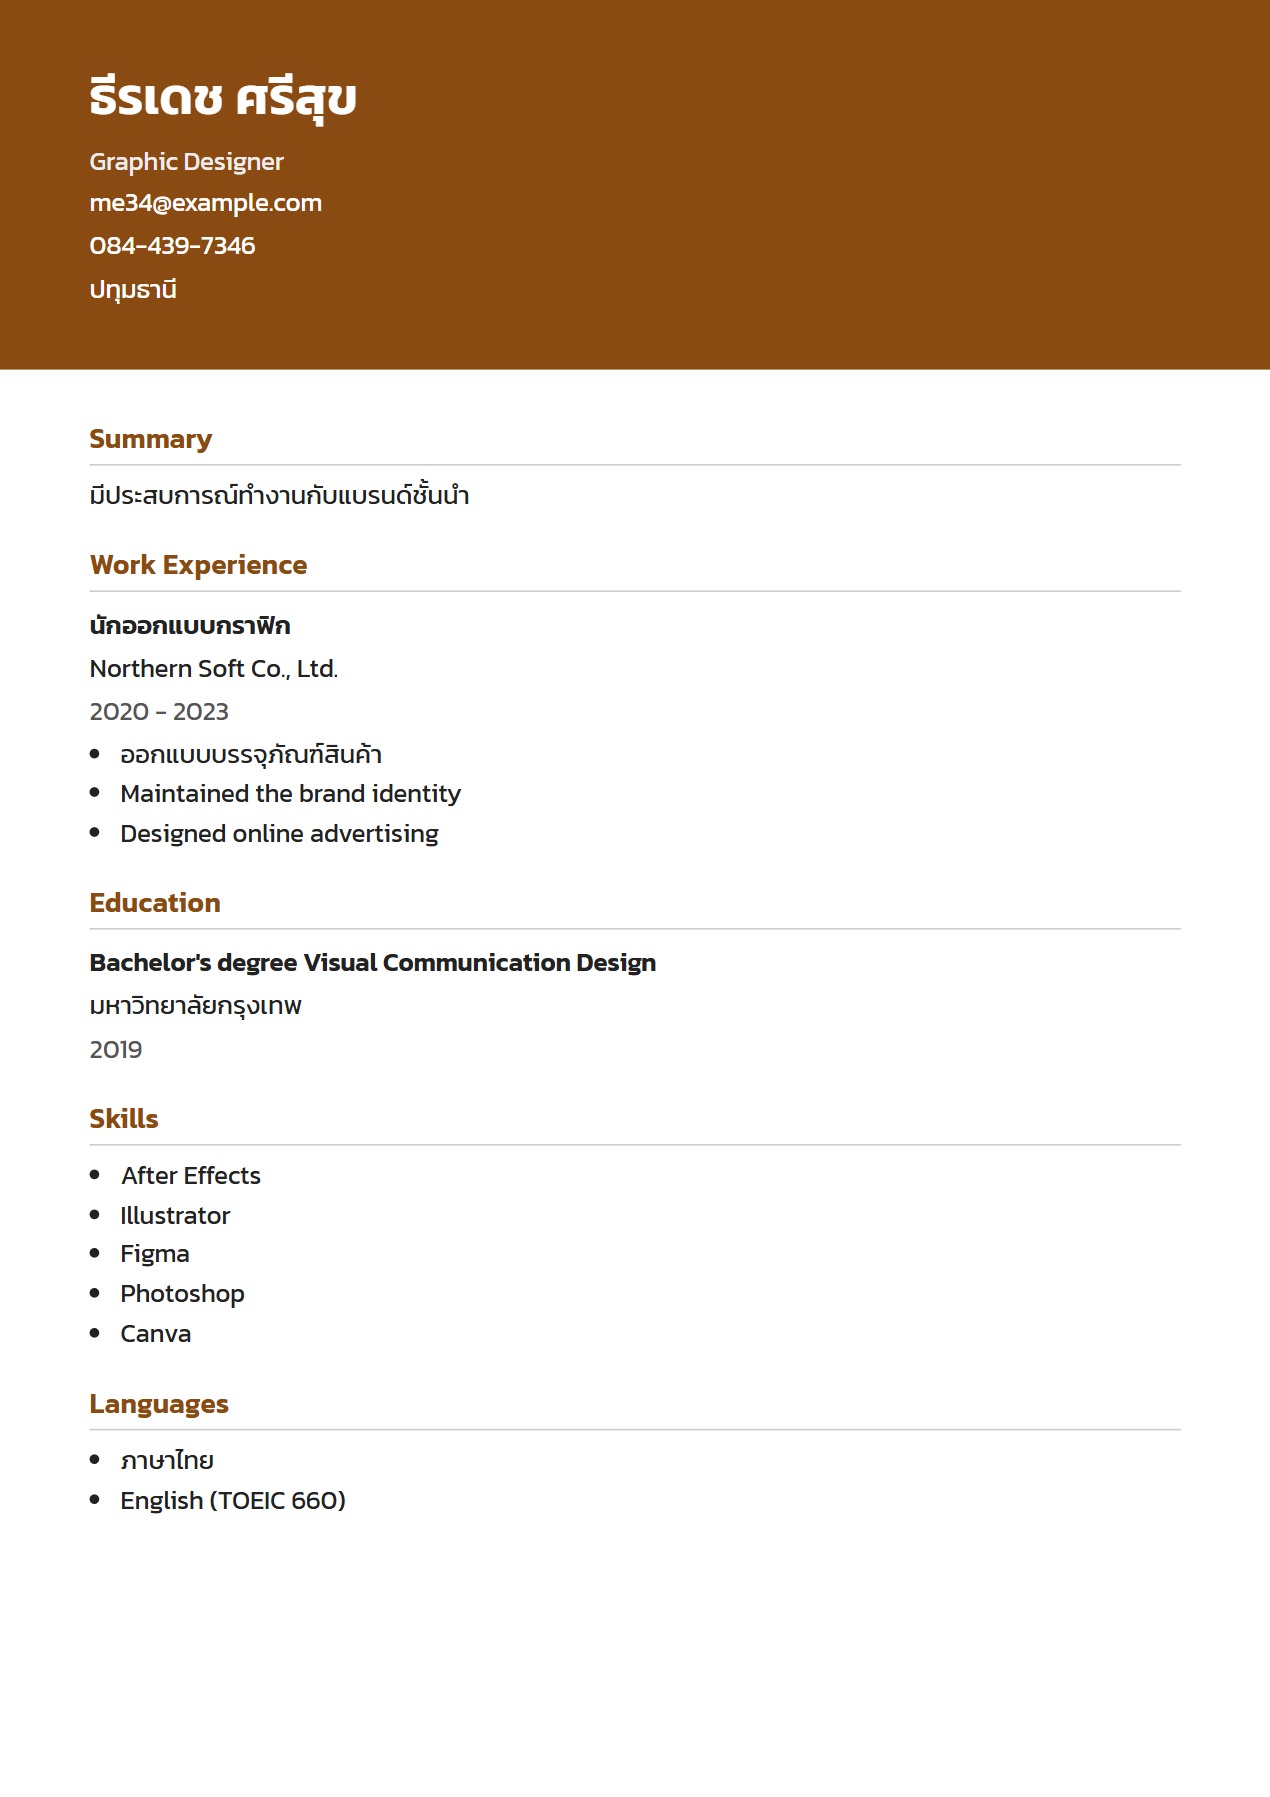 ธีรเดช ศรีสุข
Graphic Designer
me34@example.com
084-439-7346
ปทุมธานี
Summary
มีประสบการณ์ทำงานกับแบรนด์ชั้นนำ
Work Experience
นักออกแบบกราฟิก
Northern Soft Co., Ltd.
2020 - 2023
• ออกแบบบรรจุภัณฑ์สินค้า
• Maintained the brand identity
• Designed online advertising
Education
Bachelor's degree Visual Communication Design
มหาวิทยาลัยกรุงเทพ
2019
Skills
• After Effects
• Illustrator
• Figma
• Photoshop
• Canva
Languages
• ภาษาไทย
• English (TOEIC 660)